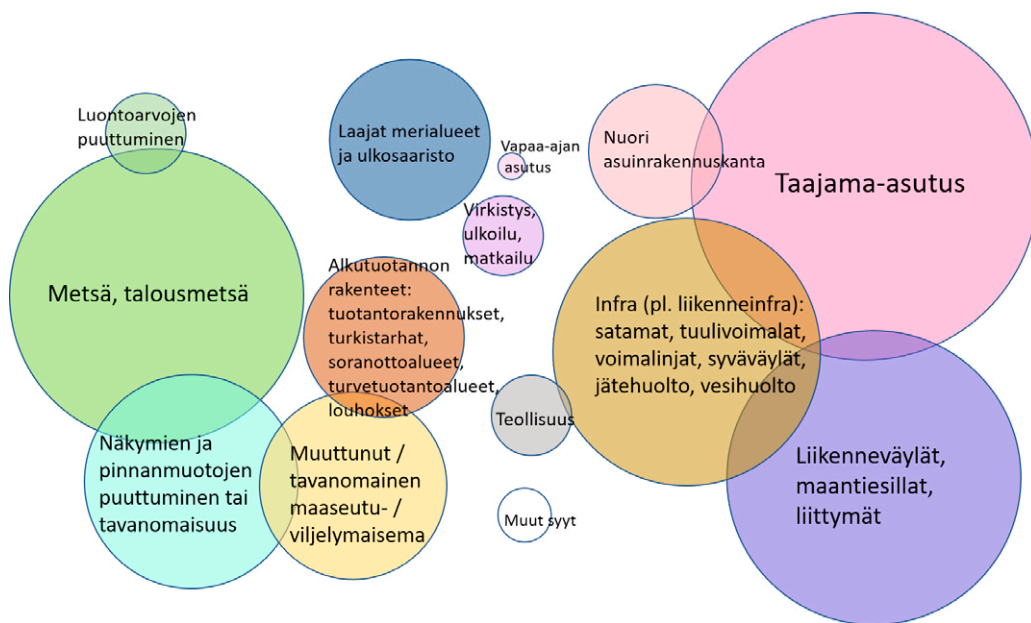 Luontoarvojen
puuttuminen
Metsä, talousmetsä
Näkymien ja
pinnanmuotojen
puuttuminen tai
tavanomaisuus
Laajat merialueet
ja ulkosaaristo
Vapaa-ajan
asutus
Virkistys,
ulkoilu,
matkailu
Alkutuotannon
rakenteet:
tuotantorakennukset,
turkistarhat,
soranottoalueet,
turvetuotantoalueet,
louhokset
Muuttunut /
tavanomainen
maaseutu- /
viljelymaisema
Teollisuus
Muut syyt
Nuori
asuinrakennuskanta
Taajama-asutus
Infra (pl. liikenneinfra):
satamat, tuulivoimalat,
voimalinjat, syväväylät,
jätehuolto, vesihuolto
Liikenneväylät,
maantiesillat,
liittymät